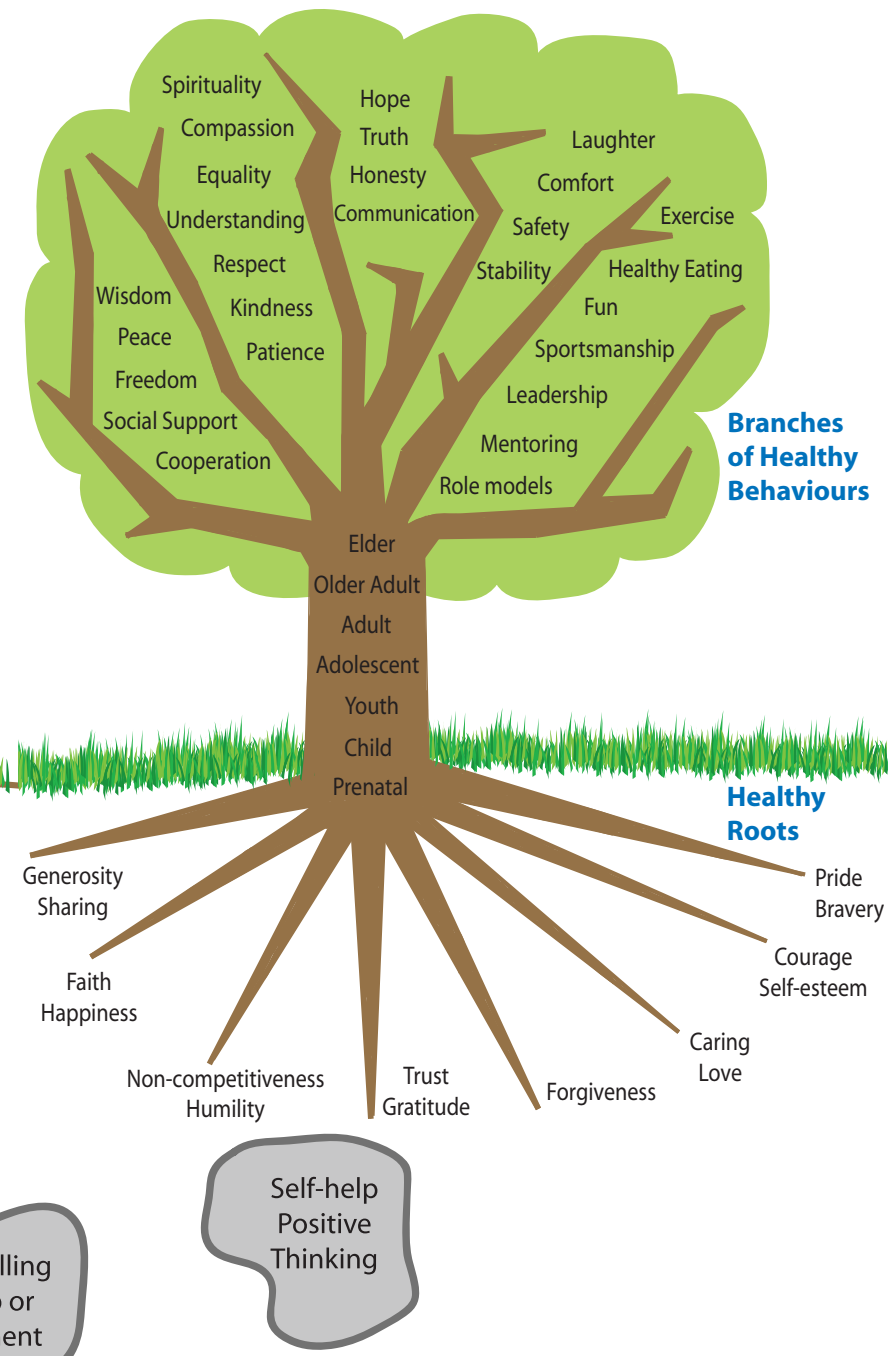 Spirituality
Compassion
Equality
Understanding
Respect
Kindness
Patience
Hope
Truth
Honesty
Communication
Laughter
Comfort
Safety
Stability
Exercise
Healthy Eating
Fun
Sportsmanship
Leadership
Mentoring
Role models
Wisdom
Peace
Freedom
Social Support
Cooperation
Branches
of Healthy
Behaviours
Elder
Older Adult
Adult
Adolescent
Youth
Child
Prenatal
Healthy
Roots
Generosity
Sharing
Faith
Happiness
Non-competitiveness
Humility
Trust
Gratitude
Forgiveness
Caring
Love
Courage
Self-esteem
Pride
Bravery
Self-help
Positive
Thinking
lling
or
ent